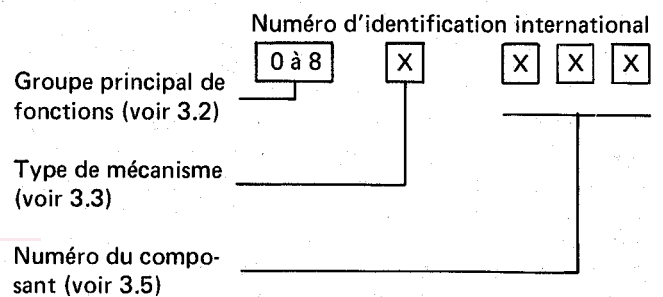 Numéro d'identification international
0 à 8 X X X X
Groupe principal de
fonctions (voir 3.2)
Type de mécanisme
(voir 3.3)
Numéro du compo-
sant (voir 3.5)